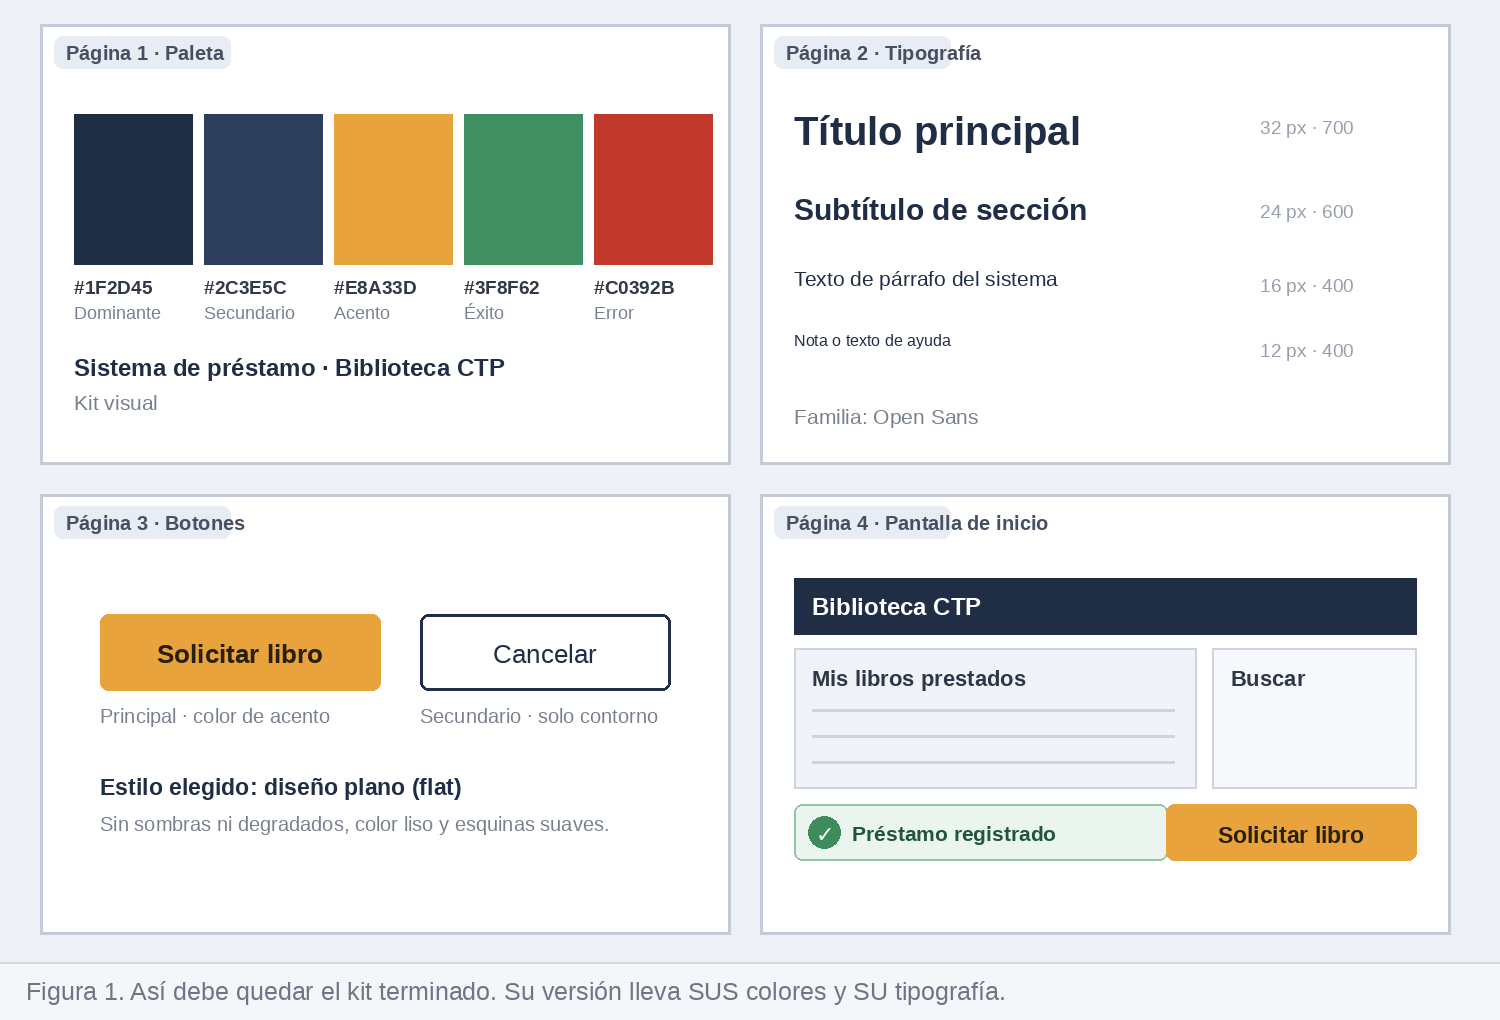 Página 1 · Paleta
#1F2D45
Dominante
#2C3E5C
Secundario
#E8A33D
Acento
#3F8F62
Éxito
#C0392B
Error
Sistema de préstamo · Biblioteca CTP
Kit visual
Página 2 · Tipografía
Título principal
32 px · 700
Subtítulo de sección
24 px · 600
Texto de párrafo del sistema
16 px · 400
Nota o texto de ayuda
12 px · 400
Familia: Open Sans
Página 3 · Botones
Solicitar libro
Principal · color de acento
Cancelar
Secundario · solo contorno
Estilo elegido: diseño plano (flat)
Sin sombras ni degradados, color liso y esquinas suaves.
Página 4 · Pantalla de inicio
Biblioteca CTP
Mis libros prestados
Buscar
✓ Préstamo registrado
Solicitar libro
Figura 1. Así debe quedar el kit terminado. Su versión lleva SUS colores y SU tipografía.